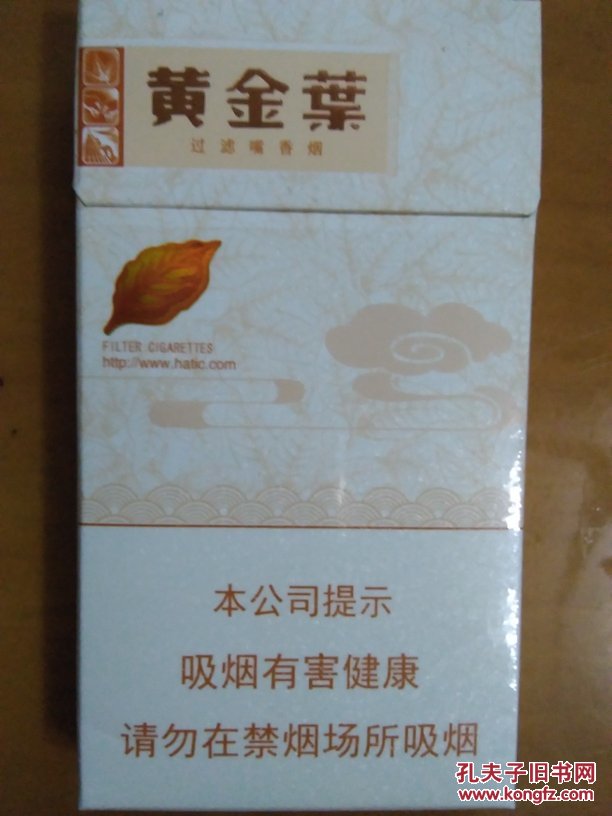 黄金葉
过滤嘴香烟
FILTER CIGARETTES
http://www.hatic.com
本公司提示
吸烟有害健康
请勿在禁烟场所吸烟
孔夫子旧书网
www.kongfz.com